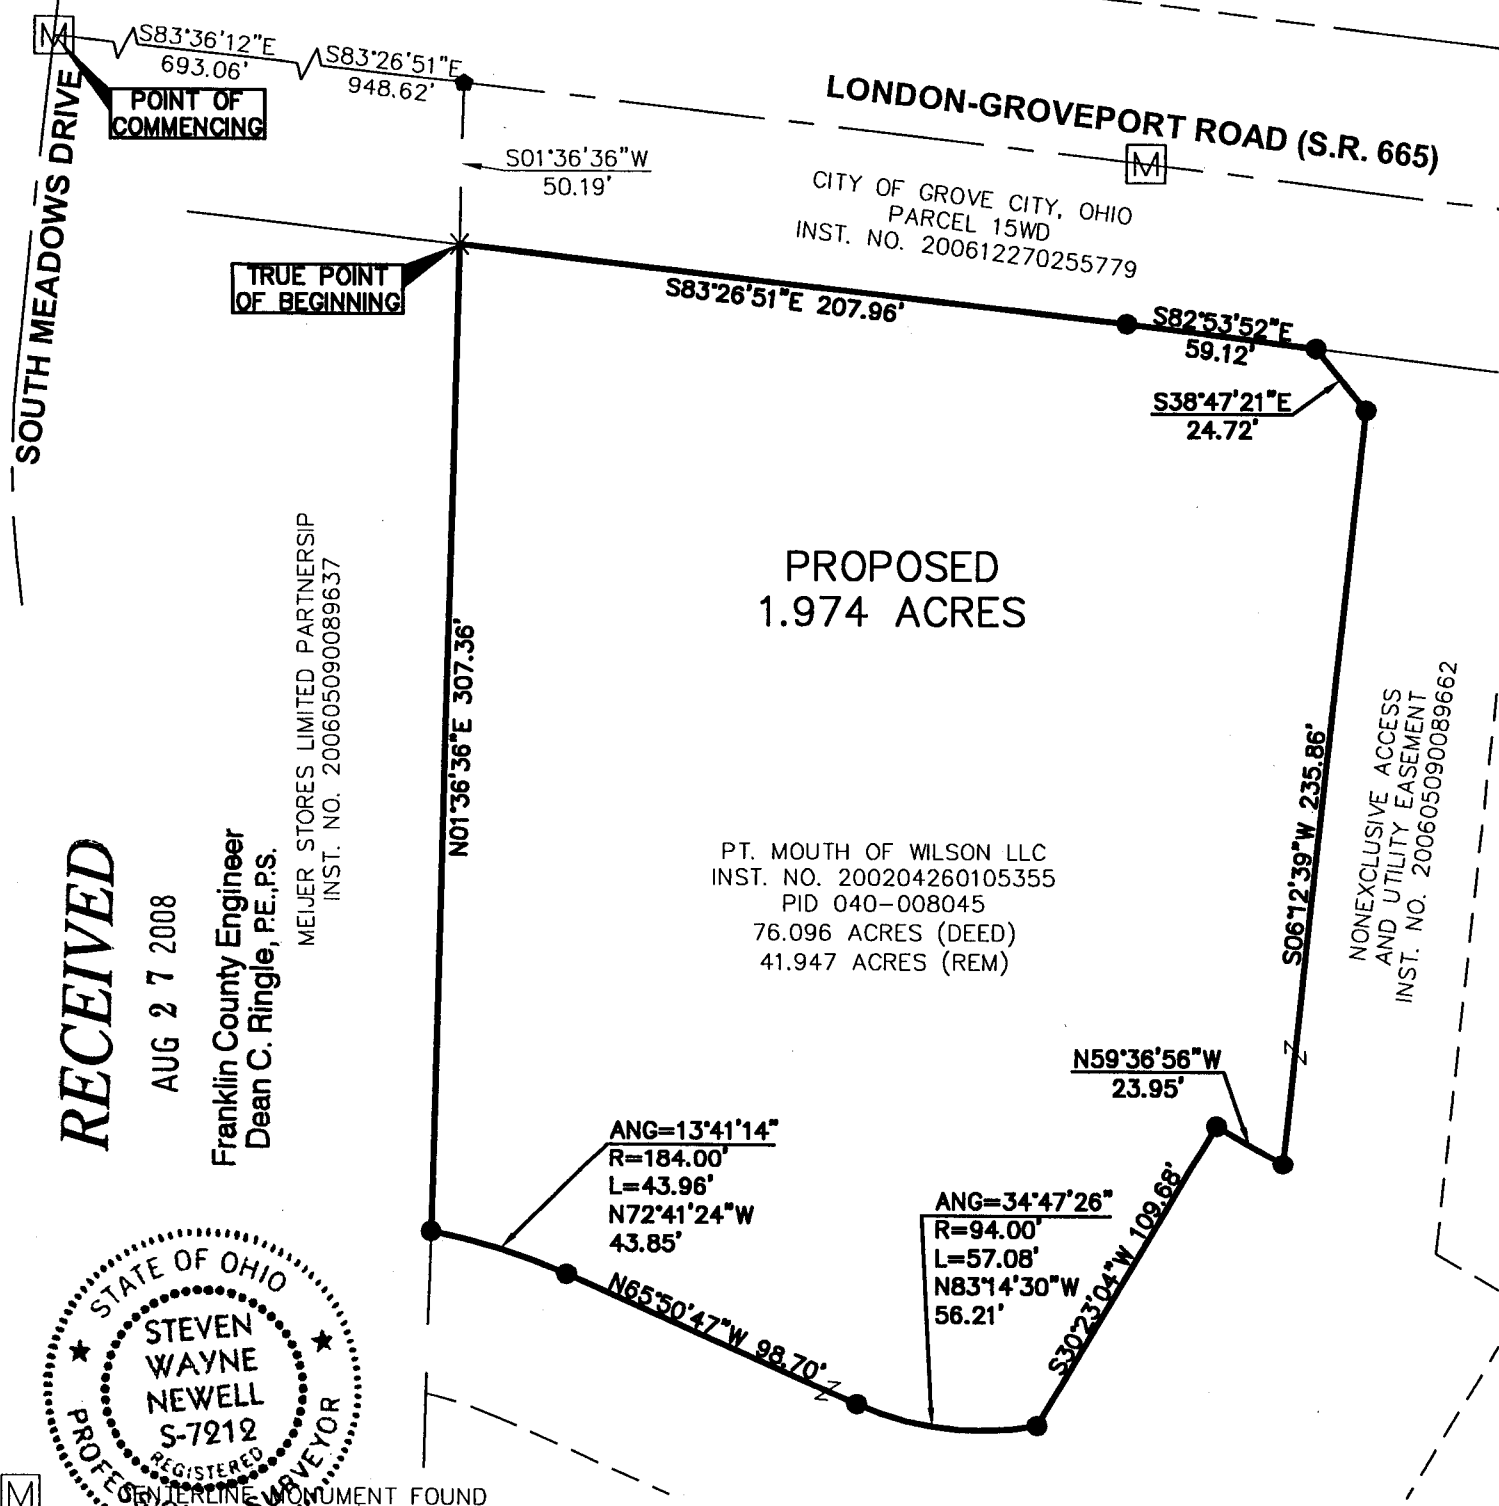 M
S83°36'12"E
693.06'
S83°26'51"E
948.62'
POINT OF
COMMENCING
SOUTH MEADOWS DRIVE
LONDON-GROVEPORT ROAD (S.R. 665)
M
S01°36'36"W
50.19'
CITY OF GROVE CITY, OHIO
PARCEL 15WD
INST. NO. 200612270255779
TRUE POINT
OF BEGINNING
S83°26'51"E 207.96'
S82°53'52"E
59.12'
S38°47'21"E
24.72'
PROPOSED
1.974 ACRES
MEIJER STORES LIMITED PARTNERSIP
INST. NO. 200605090089637
N01°36'36"E 307.36'
S06°12'39"W 235.86'
NONEXCLUSIVE ACCESS
AND UTILITY EASEMENT
INST. NO. 200605090089662
PT. MOUTH OF WILSON LLC
INST. NO. 200204260105355
PID 040-008045
76.096 ACRES (DEED)
41.947 ACRES (REM)
RECEIVED
AUG 27 2008
Franklin County Engineer
Dean C. Ringle, P.E.,P.S.
N59°36'56"W
23.95'
ANG=13°41'14"
R=184.00'
L=43.96'
N72°41'24"W
43.85'
ANG=34°47'26"
R=94.00'
L=57.08'
N83°14'30"W
56.21'
S30°23'04"W 109.68'
N65°50'47"W 98.70'
STATE OF OHIO
STEVEN
WAYNE
NEWELL
S-7212
REGISTERED
SURVEYOR
M
CENTERLINE MONUMENT FOUND